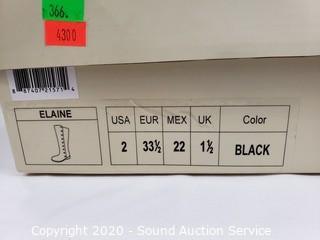 366
4300
ELAINE
USA EUR MEX UK Color
2 33½ 22 1½ BLACK
Copyright 2020 - Sound Auction Service